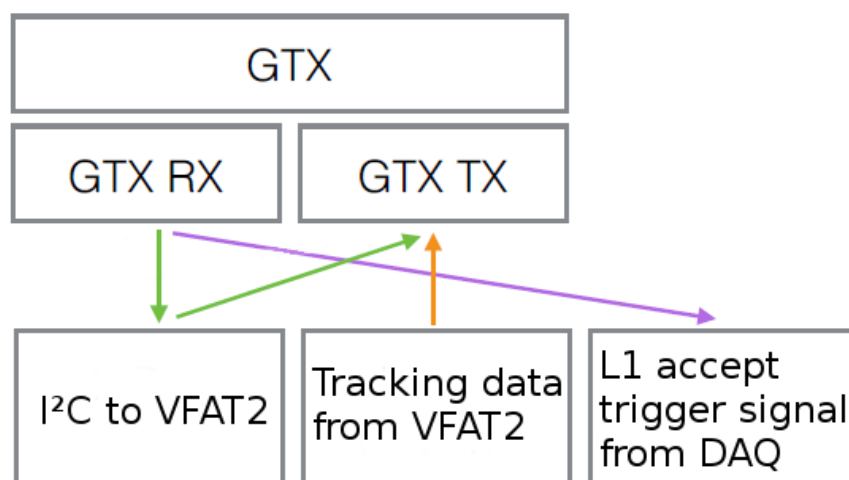 GTX
GTX RX
GTX TX
I²C to VFAT2
Tracking data
from VFAT2
L1 accept
trigger signal
from DAQ